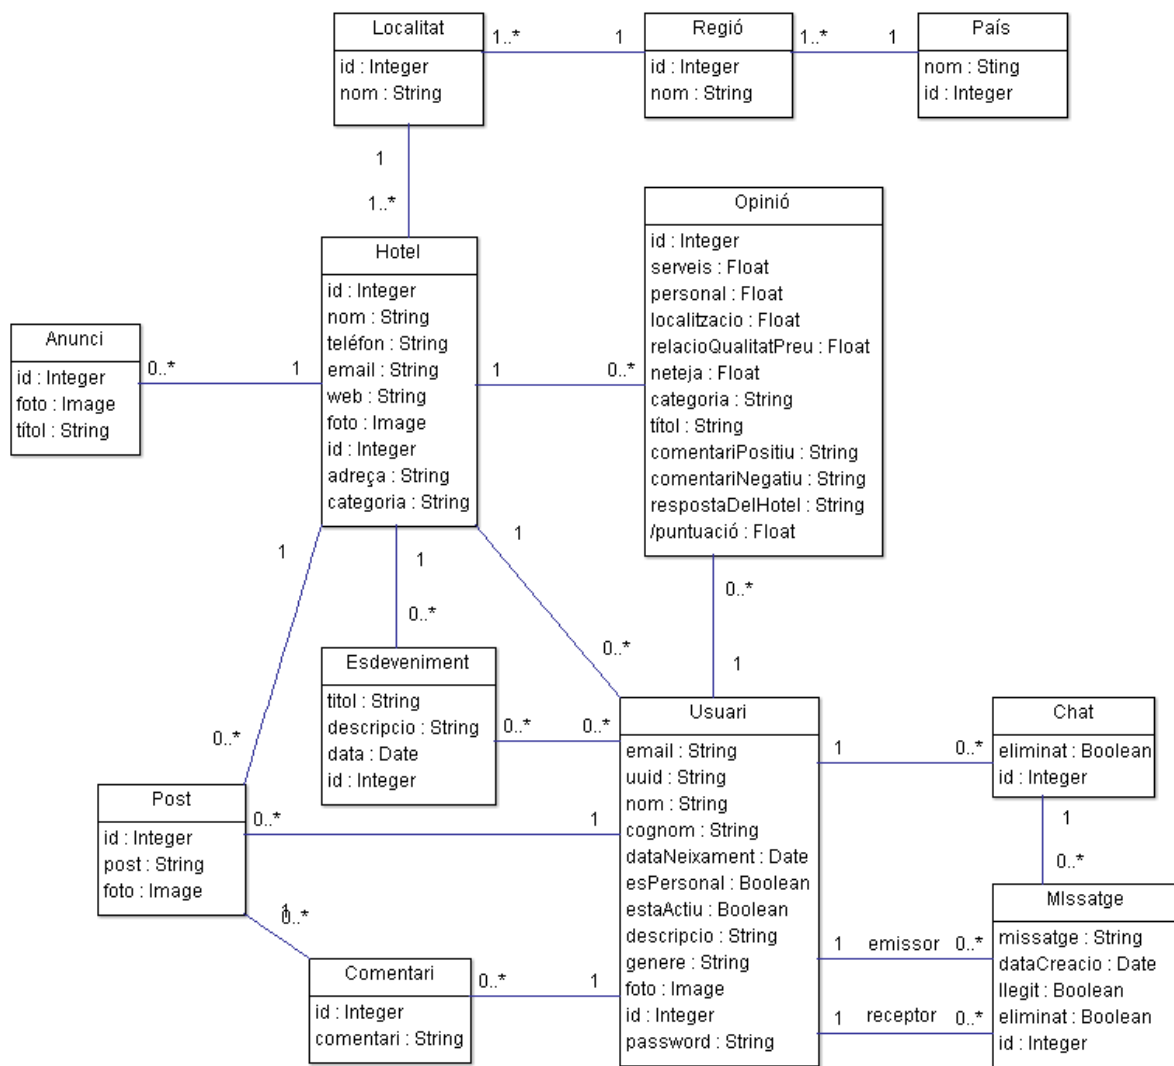 Localitat
id : Integer
nom : String
1..*
1
Regió
id : Integer
nom : String
1..*
1
País
nom : Sting
id : Integer
1
1..*
Hotel
id : Integer
nom : String
teléfon : String
email : String
web : String
foto : Image
id : Integer
adreça : String
categoria : String
Opinió
id : Integer
serveis : Float
personal : Float
localitzacio : Float
relacioQualitatPreu : Float
neteja : Float
categoria : String
títol : String
comentariPositiu : String
comentariNegatiu : String
respostaDelHotel : String
/puntuació : Float
Anunci
id : Integer
foto : Image
títol : String
0..*
1
1
0..*
1
1
1
0..*
0..*
0..*
1
0..*
Esdeveniment
titol : String
descripcio : String
data : Date
id : Integer
0..*
0..*
Usuari
email : String
uuid : String
nom : String
cognom : String
dataNeixament : Date
esPersonal : Boolean
estaActiu : Boolean
descripcio : String
genere : String
foto : Image
id : Integer
password : String
1
0..*
Chat
eliminat : Boolean
id : Integer
1
0..*
Post
id : Integer
post : String
foto : Image
0..*
1
1
0..*
Comentari
id : Integer
comentari : String
0..*
1
1
emissor
0..*
1
receptor
0..*
MIssatge
missatge : String
dataCreacio : Date
llegit : Boolean
eliminat : Boolean
id : Integer